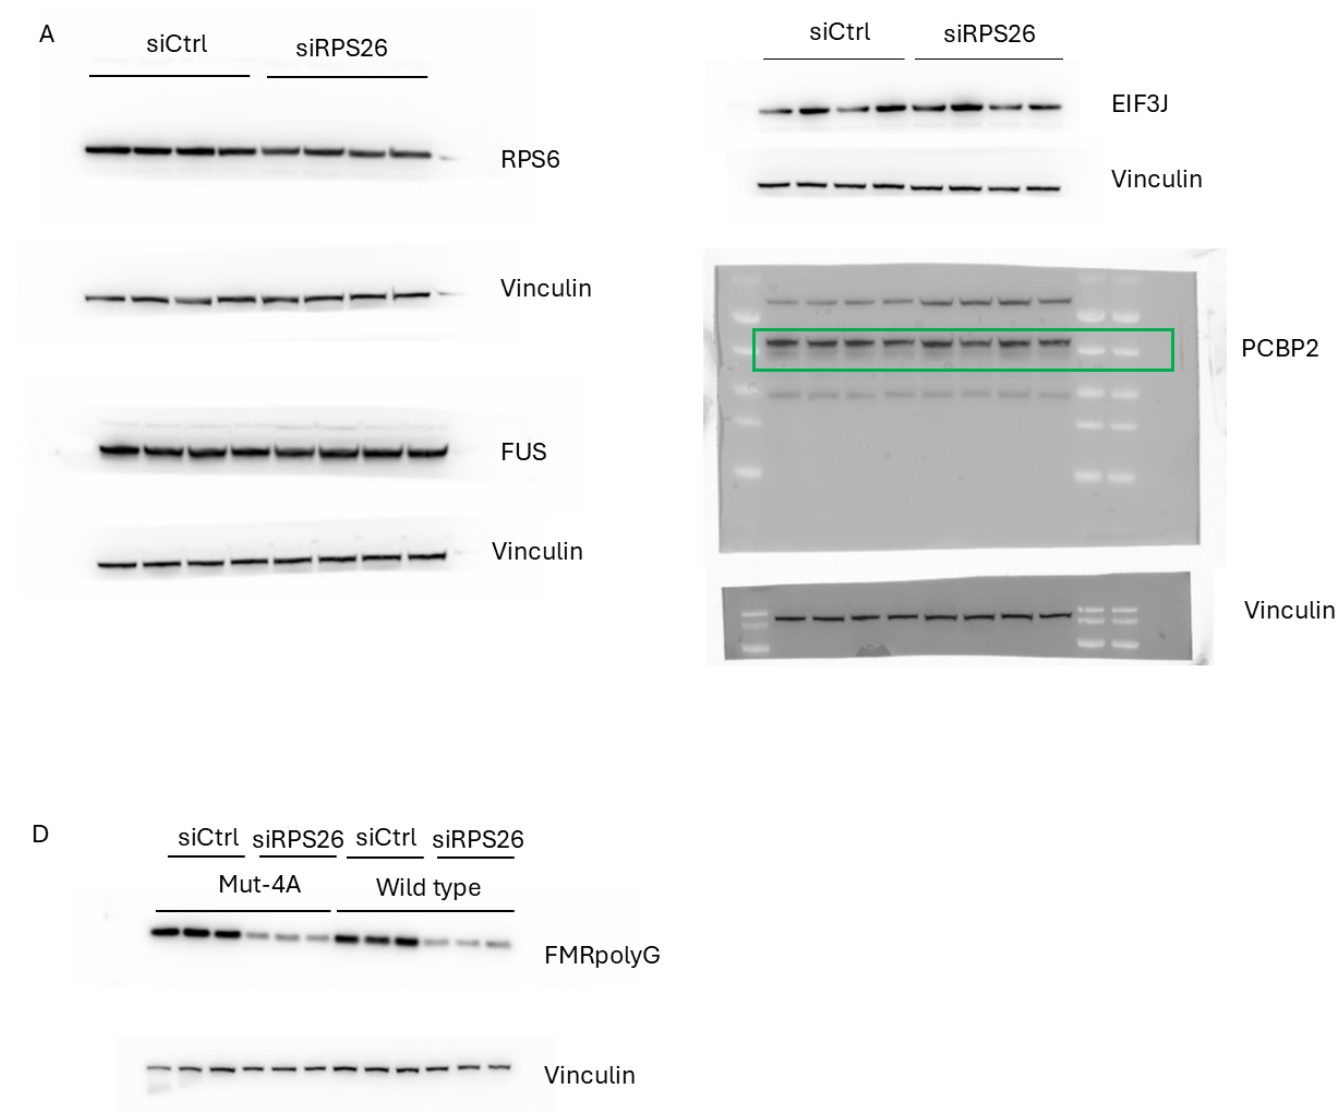 A
siCtrl siRPS26
RPS6
Vinculin
FUS
Vinculin
siCtrl siRPS26
EIF3J
Vinculin
PCBP2
Vinculin
D
siCtrl siRPS26 siCtrl siRPS26
Mut-4A Wild type
FMRpolyG
Vinculin